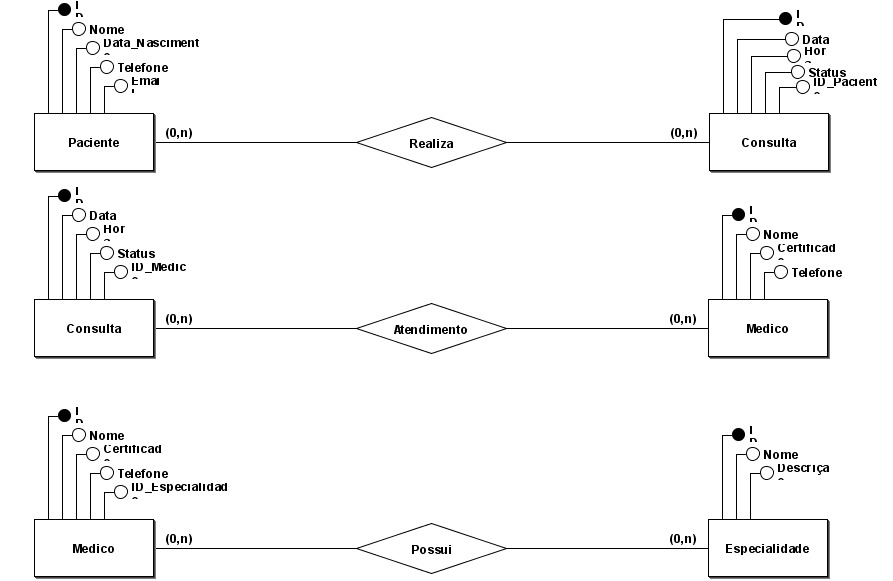 ID
Nome
Data_Nascimento
Telefone
Email
Paciente
(0,n)
Realiza
(0,n)
ID
Data
Hora
Status
ID_Paciente
Consulta
ID
Data
Hora
Status
ID_Medico
Consulta
(0,n)
Atendimento
(0,n)
ID
Nome
Certificado
Telefone
Medico
ID
Nome
Certificado
Telefone
ID_Especialidade
Medico
(0,n)
Possui
(0,n)
ID
Nome
Descriça
Especialidade